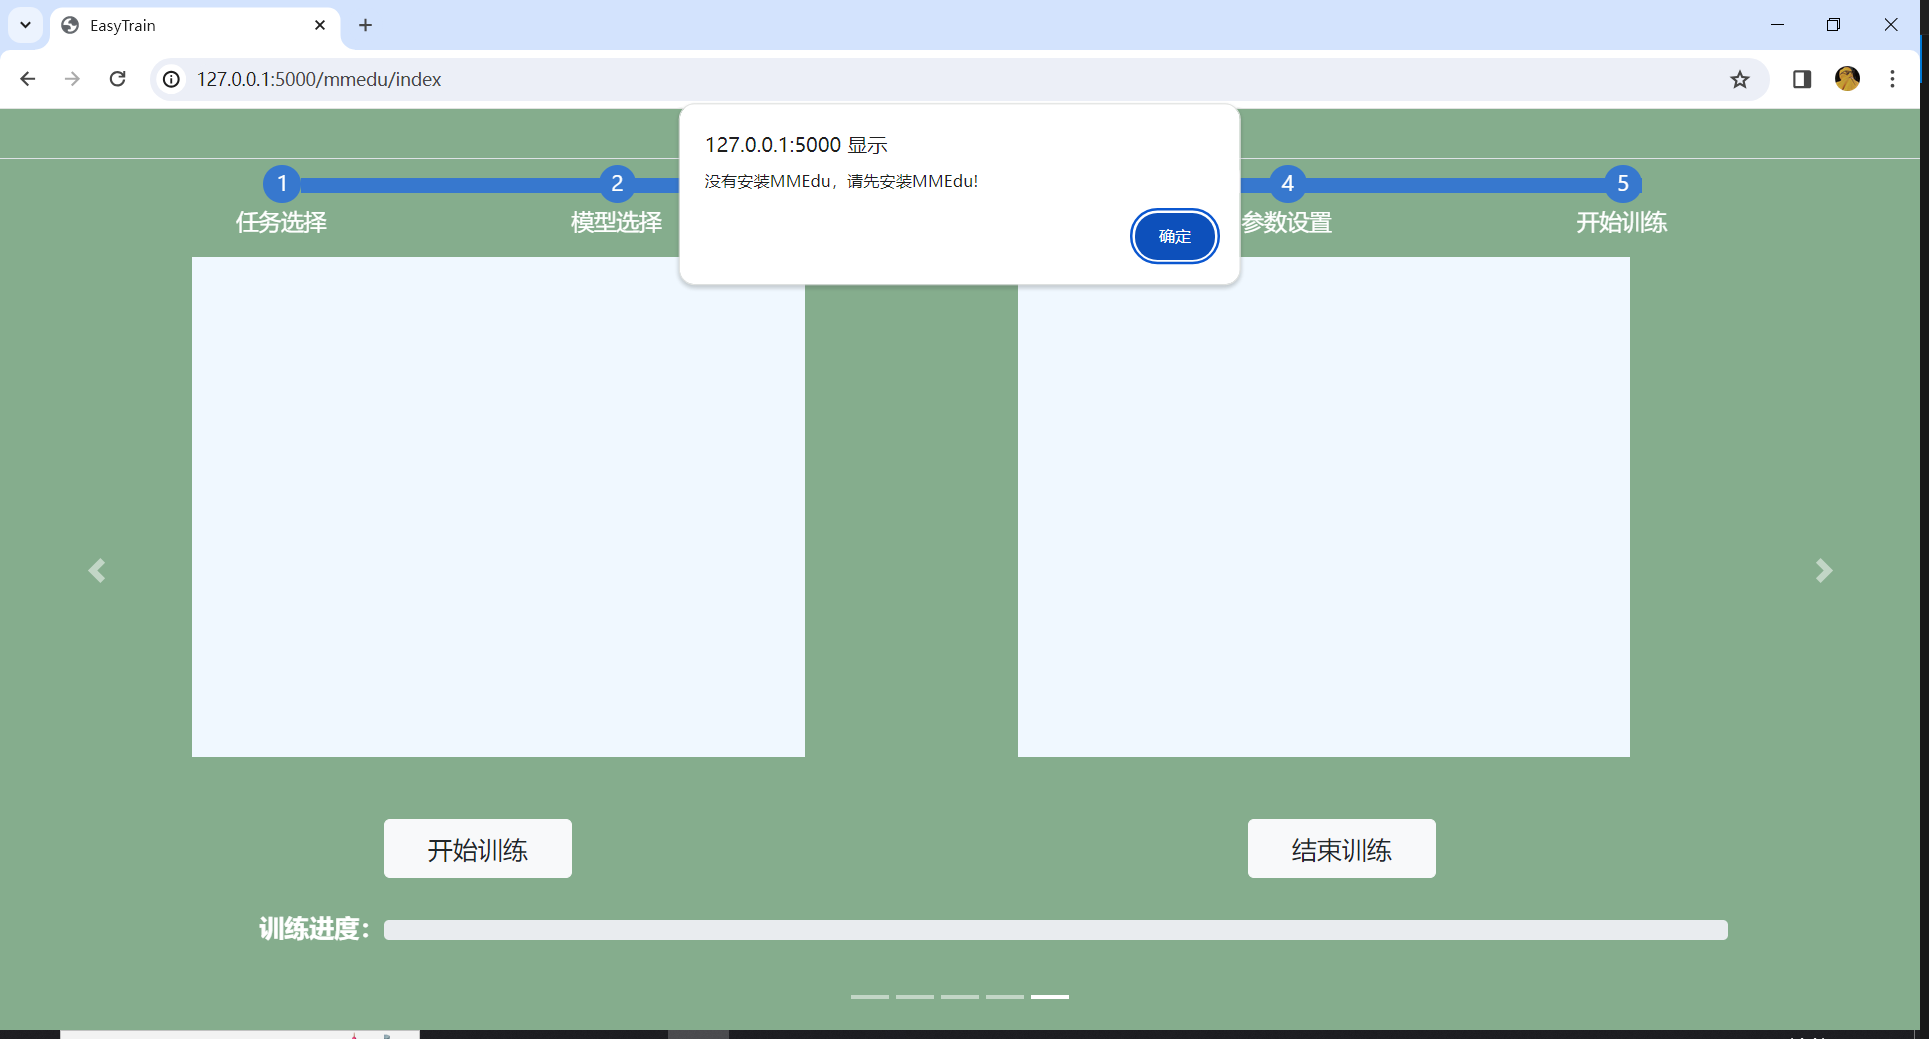 EasyTrain
127.0.0.1:5000/mmedu/index
127.0.0.1:5000 显示
没有安装MMEdu，请先安装MMEdu!
确定
1
2
4
5
任务选择
模型选择
参数设置
开始训练
开始训练
结束训练
训练进度：